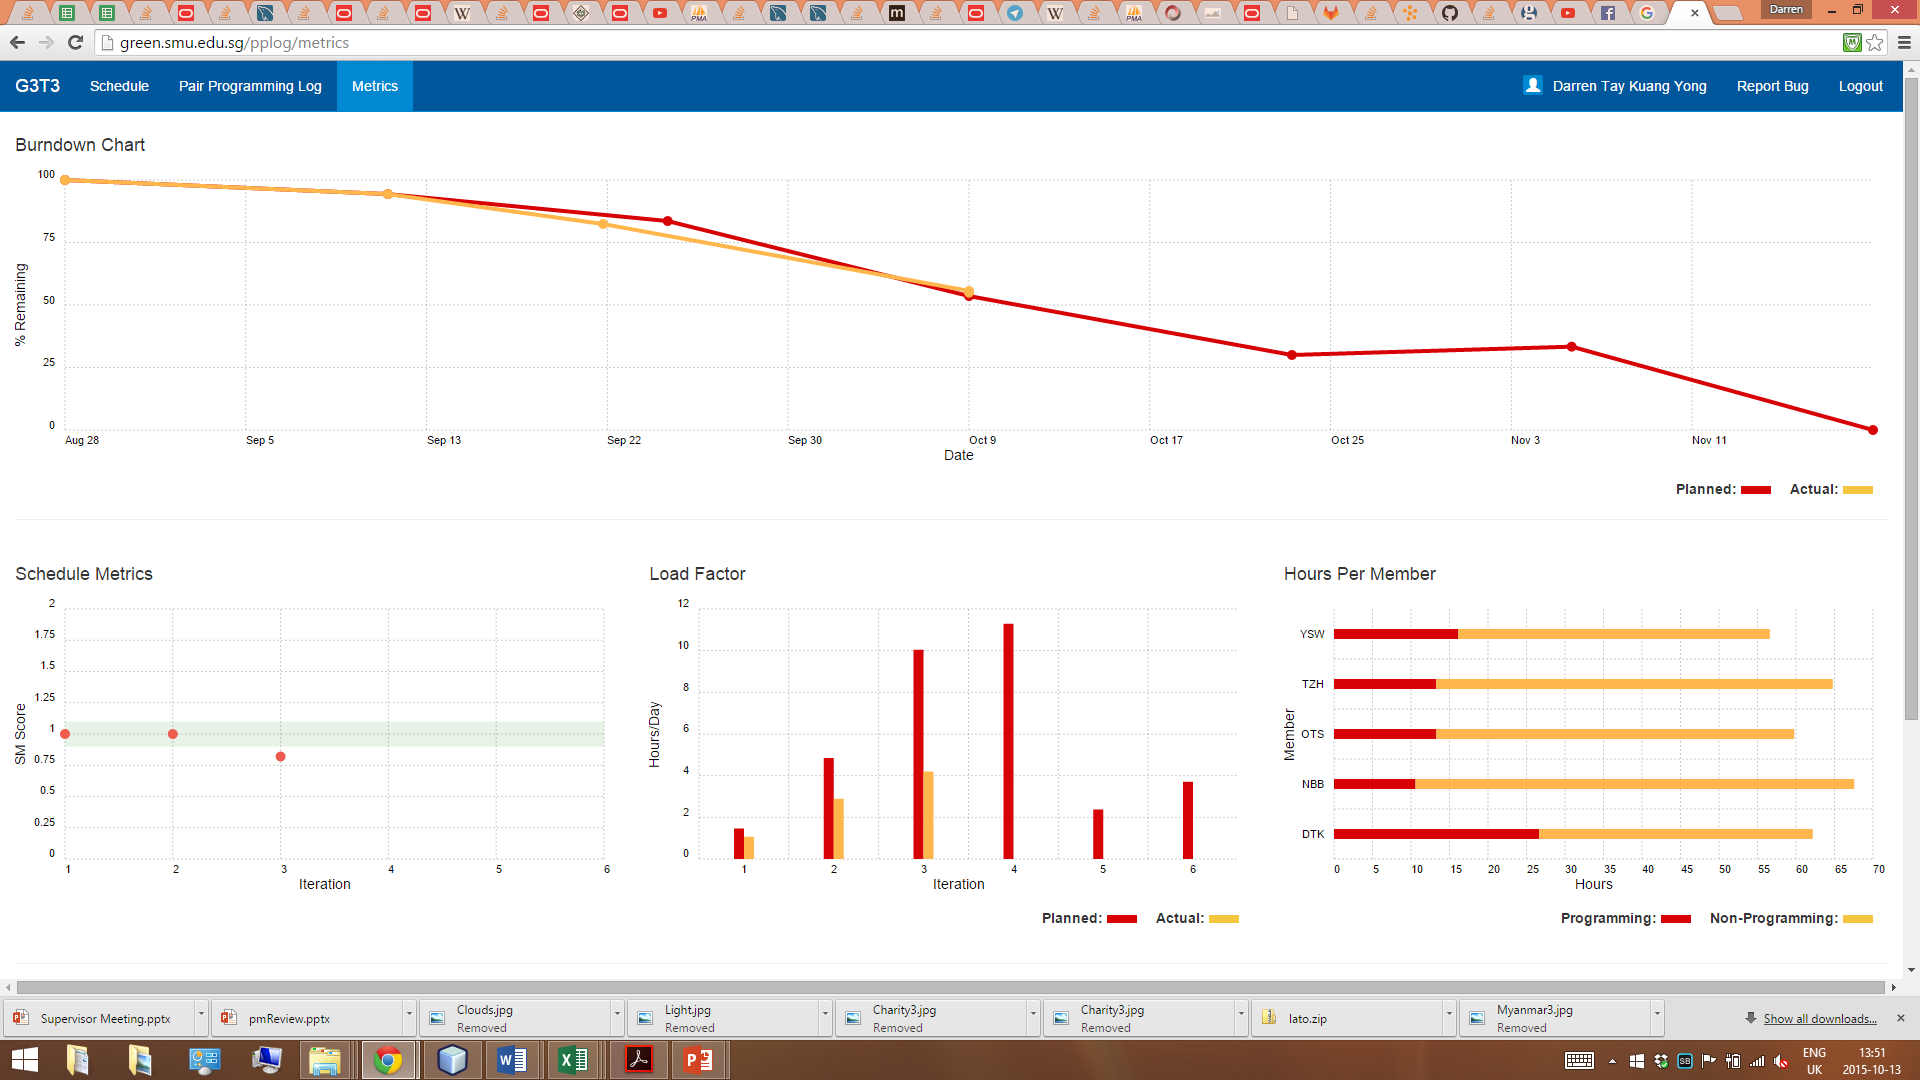 Darren
green.smu.edu.sg/pplog/metrics
G3T3 Schedule Pair Programming Log Metrics Darren Tay Kuang Yong Report Bug Logout
Burndown Chart
100
75
50
25
0
% Remaining
Aug 28 Sep 5 Sep 13 Sep 22 Sep 30 Oct 9 Oct 17 Oct 25 Nov 3 Nov 11
Date
Planned: Actual:
Schedule Metrics
2
1.75
1.5
1.25
1
0.75
0.5
0.25
0
SM Score
1 2 3 4 5 6
Iteration
Load Factor
12
10
8
6
4
2
0
Hours/Day
1 2 3 4 5 6
Iteration
Planned: Actual:
Hours Per Member
YSW
TZH
OTS
NBB
DTK
Member
0 5 10 15 20 25 30 35 40 45 50 55 60 65 70
Hours
Programming: Non-Programming:
Supervisor Meeting.pptx
pmReview.pptx
Clouds.jpg
Removed
Light.jpg
Removed
Charity3.jpg
Removed
Charity3.jpg
Removed
lato.zip
Myanmar3.jpg
Removed
Show all downloads...
ENG
UK
13:51
2015-10-13